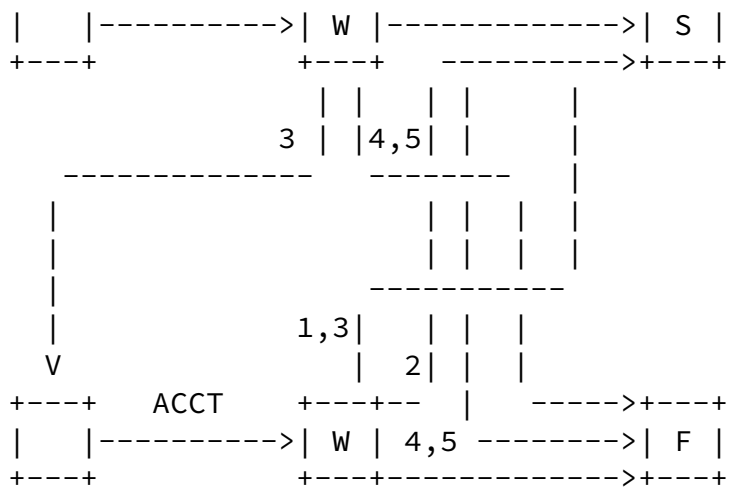 |    |---------->| W |-------------->| S |
+----+           +---+   ---------->+----+
                  | |    | |      |
                3 | |4,5| |      |
   --------------   --------   |
  |                     | |  |  |
  |                     | |  |  |
  |                 -----------
  |             1,3|    | |  |
  V                |   2| |  |
+----+   ACCT    +---+--  |   ----->+----+
|    |---------->| W | 4,5 -------->| F |
+----+           +---+-------------->+----+